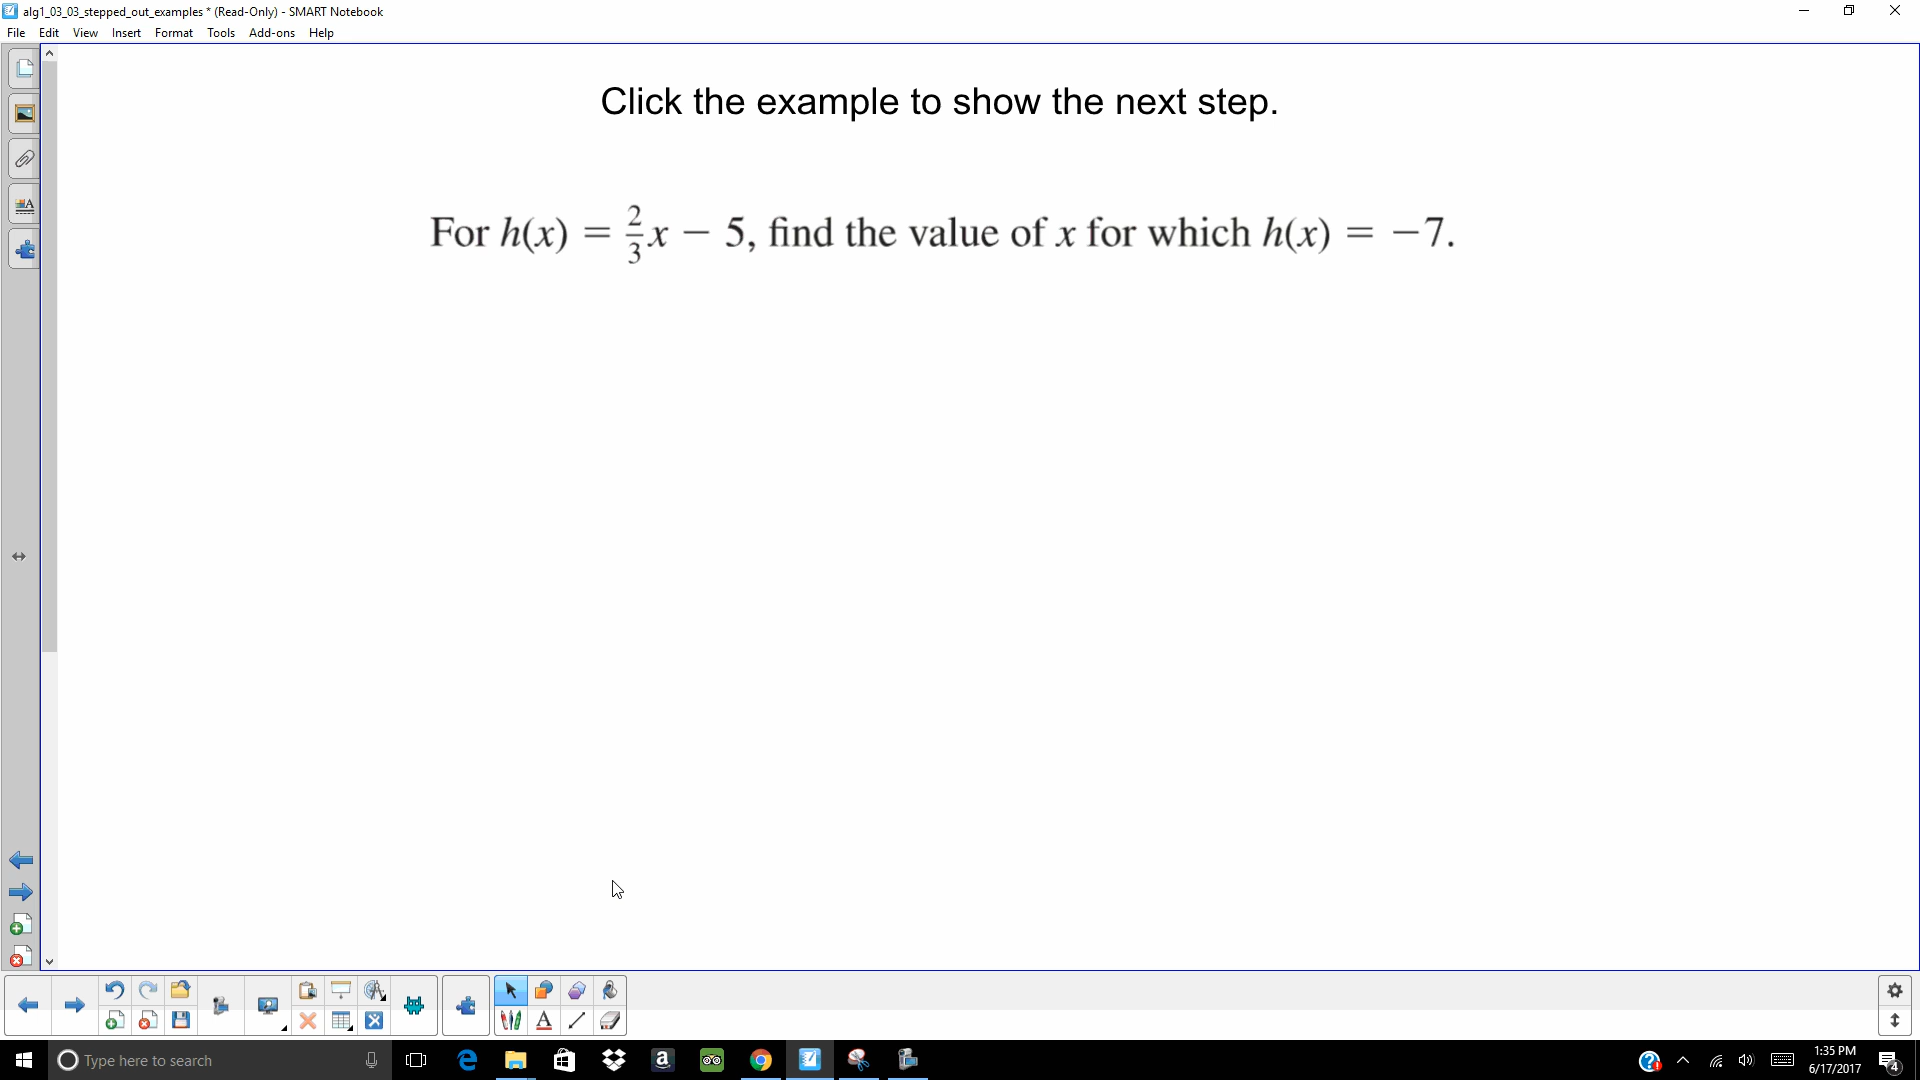 alg1_03_03_stepped_out_examples * (Read-Only) - SMART Notebook
File Edit View Insert Format Tools Add-ons Help
Click the example to show the next step.
For h(x) = 2/3x − 5, find the value of x for which h(x) = −7.
Type here to search
1:35 PM
6/17/2017
4